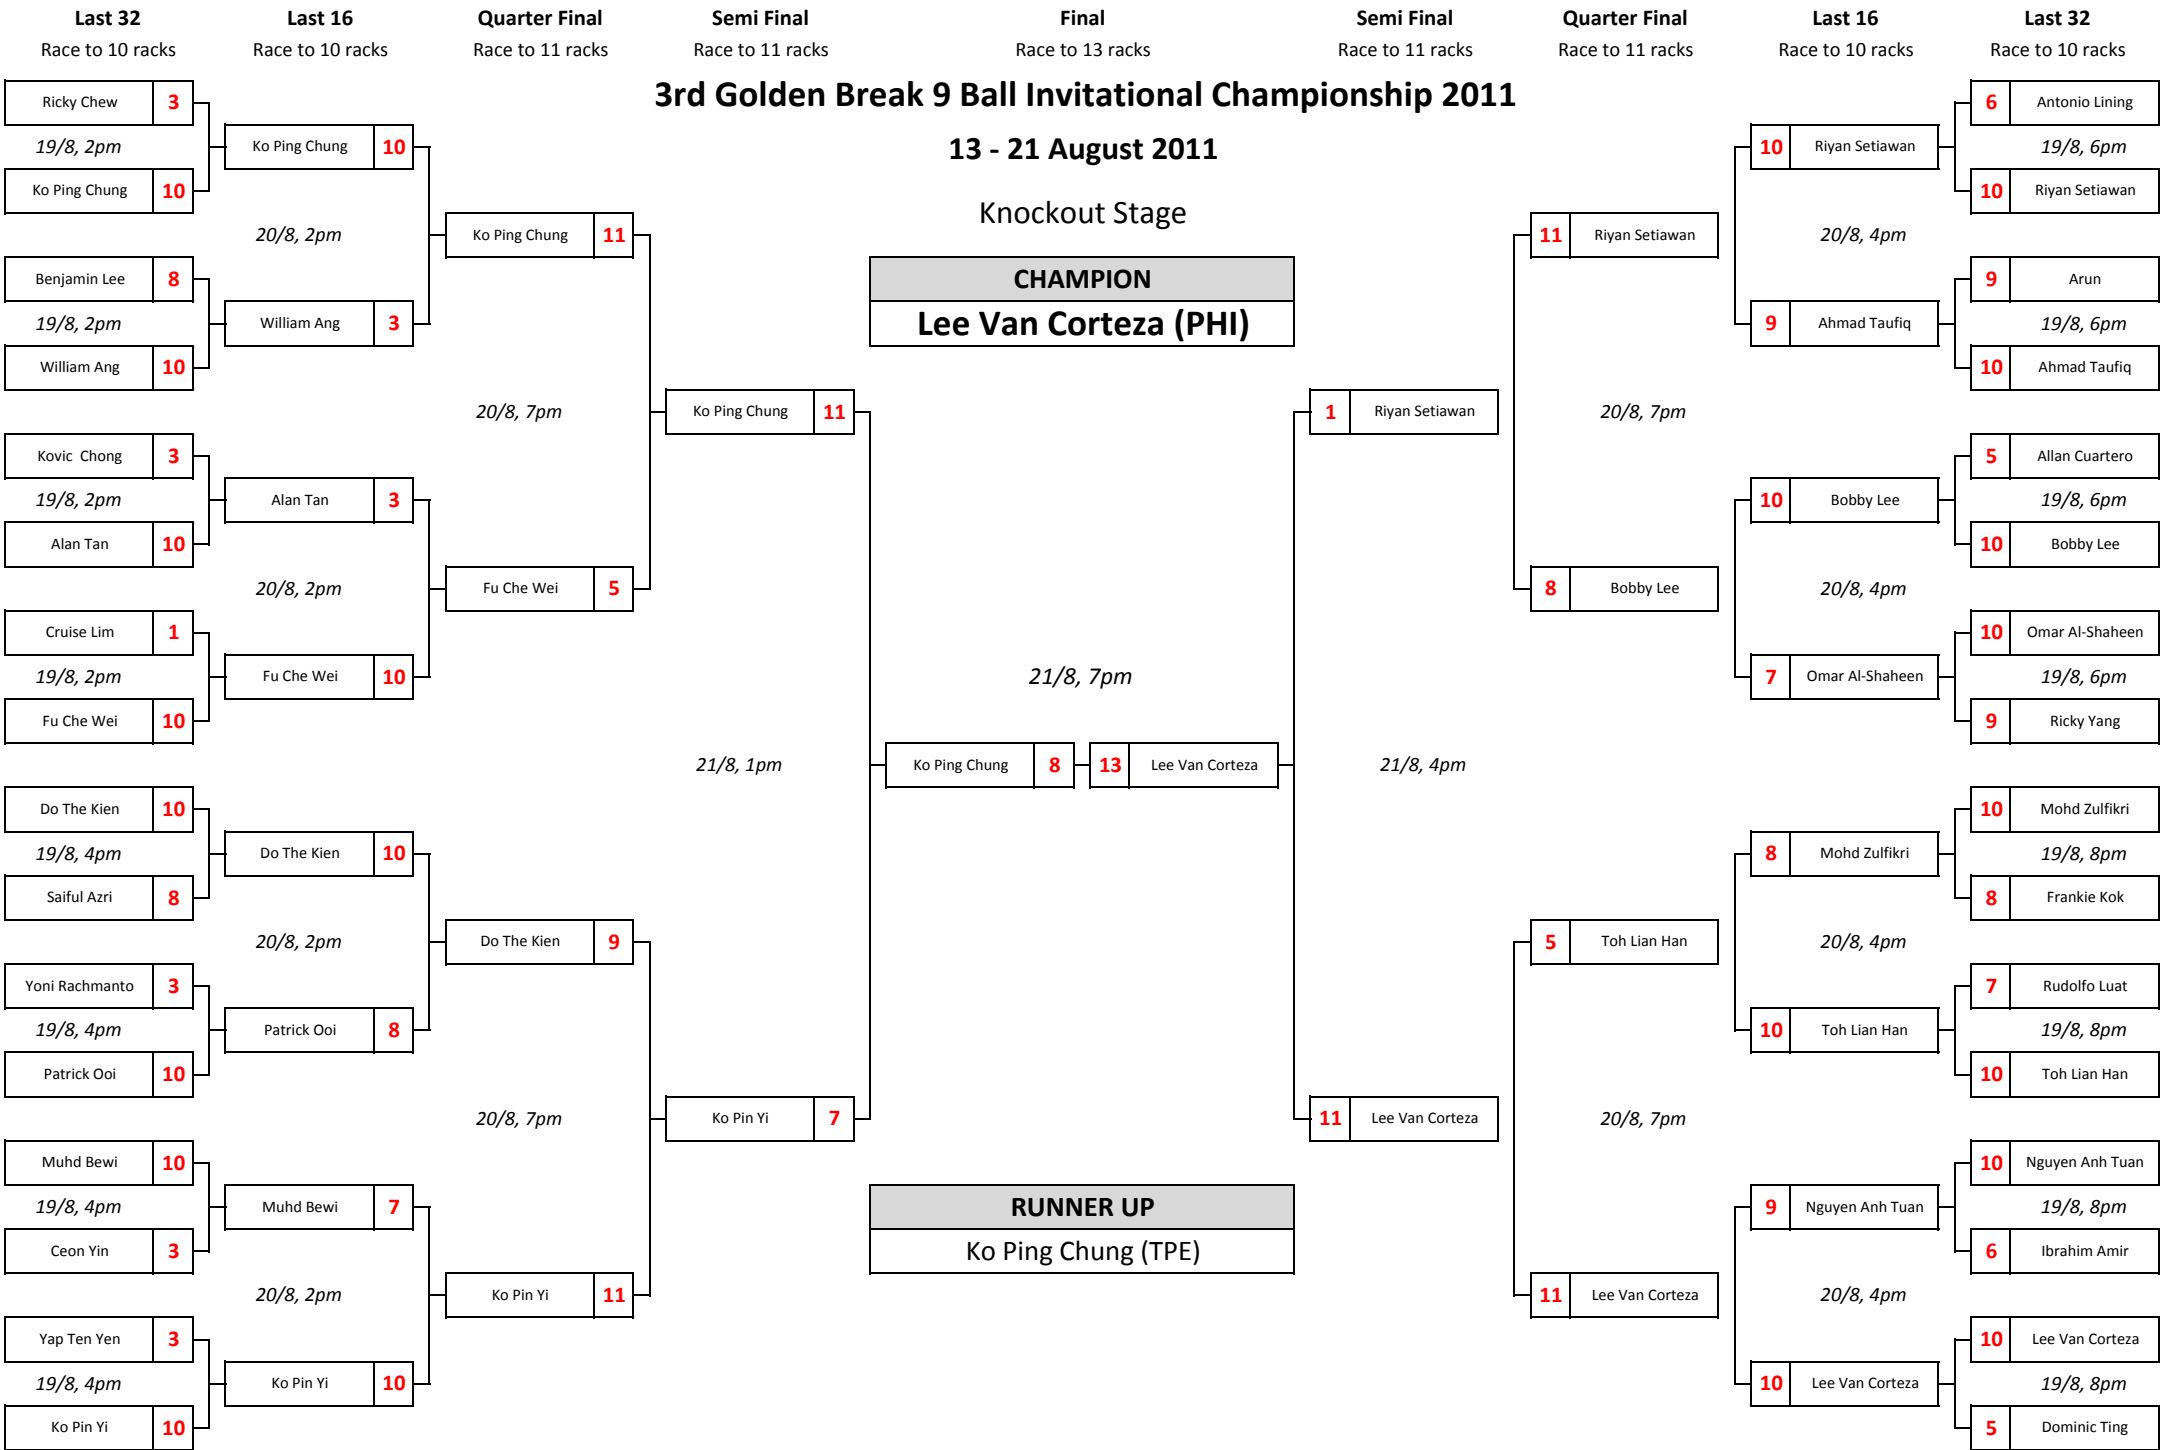 Last 32
Last 16
Quarter Final
Semi Final
Final
Semi Final
Quarter Final
Last 16
Last 32
Race to 10 racks
Race to 10 racks
Race to 11 racks
Race to 11 racks
Race to 13 racks
Race to 11 racks
Race to 11 racks
Race to 10 racks
Race to 10 racks
3rd Golden Break 9 Ball Invitational Championship 2011
13 - 21 August 2011
Knockout Stage
CHAMPION
Lee Van Corteza (PHI)
Ricky Chew 3
19/8, 2pm
Ko Ping Chung 10
Benjamin Lee 8
19/8, 2pm
William Ang 10
Kovic Chong 3
19/8, 2pm
Alan Tan 10
Cruise Lim 1
19/8, 2pm
Fu Che Wei 10
Do The Kien 10
19/8, 4pm
Saiful Azri 8
Yoni Rachmanto 3
19/8, 4pm
Patrick Ooi 10
Muhd Bewi 10
19/8, 4pm
Ceon Yin 3
Yap Ten Yen 3
19/8, 4pm
Ko Pin Yi 10
Ko Ping Chung 10
20/8, 2pm
William Ang 3
Alan Tan 3
20/8, 2pm
Fu Che Wei 10
Do The Kien 10
20/8, 2pm
Patrick Ooi 8
Muhd Bewi 7
20/8, 2pm
Ko Pin Yi 10
Ko Ping Chung 11
20/8, 7pm
Fu Che Wei 5
Do The Kien 9
20/8, 7pm
Ko Pin Yi 11
Ko Ping Chung 11
21/8, 1pm
Ko Pin Yi 7
21/8, 7pm
Ko Ping Chung 8
13 Lee Van Corteza
RUNNER UP
Ko Ping Chung (TPE)
1 Riyan Setiawan
21/8, 4pm
11 Lee Van Corteza
11 Riyan Setiawan
20/8, 7pm
8 Bobby Lee
5 Toh Lian Han
20/8, 7pm
11 Lee Van Corteza
10 Riyan Setiawan
20/8, 4pm
9 Ahmad Taufiq
10 Bobby Lee
20/8, 4pm
7 Omar Al-Shaheen
8 Mohd Zulfikri
20/8, 4pm
10 Toh Lian Han
9 Nguyen Anh Tuan
20/8, 4pm
10 Lee Van Corteza
6 Antonio Lining
19/8, 6pm
10 Riyan Setiawan
9 Arun
19/8, 6pm
10 Ahmad Taufiq
5 Allan Cuartero
19/8, 6pm
10 Bobby Lee
10 Omar Al-Shaheen
19/8, 6pm
9 Ricky Yang
10 Mohd Zulfikri
19/8, 8pm
8 Frankie Kok
7 Rudolfo Luat
19/8, 8pm
10 Toh Lian Han
10 Nguyen Anh Tuan
19/8, 8pm
6 Ibrahim Amir
10 Lee Van Corteza
19/8, 8pm
5 Dominic Ting